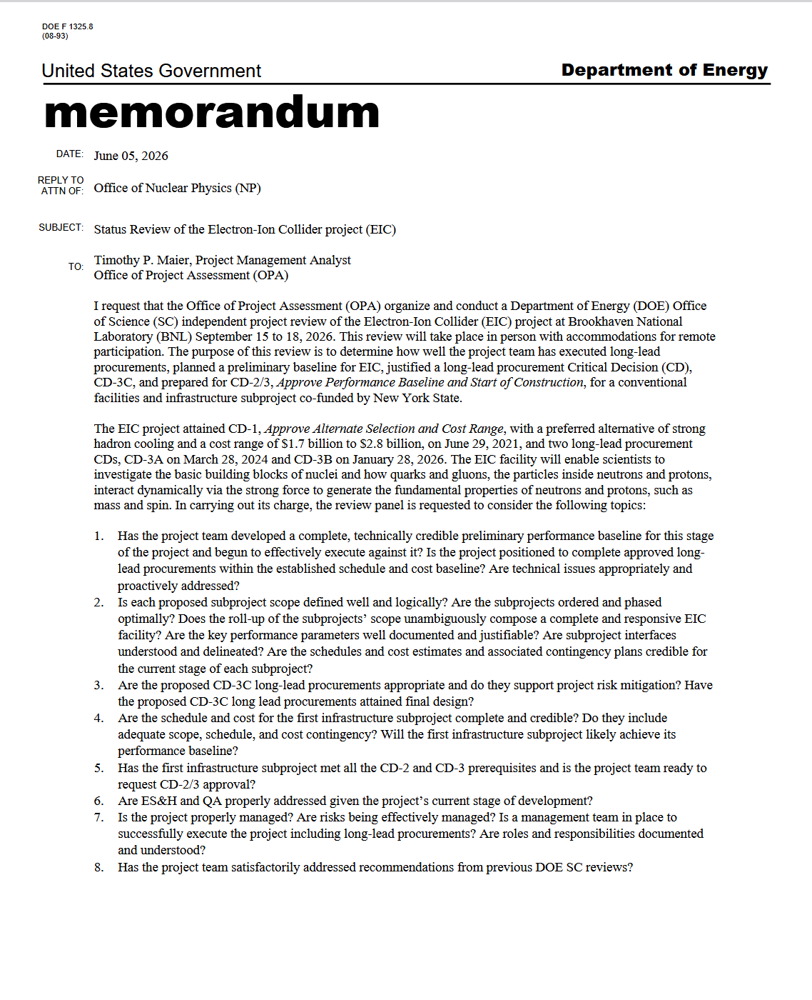 DOE F 1325.8
(08-93)
United States Government
Department of Energy
memorandum
DATE: June 05, 2026
REPLY TO
ATTN OF: Office of Nuclear Physics (NP)
SUBJECT: Status Review of the Electron-Ion Collider project (EIC)
TO: Timothy P. Maier, Project Management Analyst
Office of Project Assessment (OPA)
I request that the Office of Project Assessment (OPA) organize and conduct a Department of Energy (DOE) Office
of Science (SC) independent project review of the Electron-Ion Collider (EIC) project at Brookhaven National
Laboratory (BNL) September 15 to 18, 2026. This review will take place in person with accommodations for remote
participation. The purpose of this review is to determine how well the project team has executed long-lead
procurements, planned a preliminary baseline for EIC, justified a long-lead procurement Critical Decision (CD),
CD-3C, and prepared for CD-2/3, Approve Performance Baseline and Start of Construction, for a conventional
facilities and infrastructure subproject co-funded by New York State.
The EIC project attained CD-1, Approve Alternate Selection and Cost Range, with a preferred alternative of strong
hadron cooling and a cost range of $1.7 billion to $2.8 billion, on June 29, 2021, and two long-lead procurement
CDs, CD-3A on March 28, 2024 and CD-3B on January 28, 2026. The EIC facility will enable scientists to
investigate the basic building blocks of nuclei and how quarks and gluons, the particles inside neutrons and protons,
interact dynamically via the strong force to generate the fundamental properties of neutrons and protons, such as
mass and spin. In carrying out its charge, the review panel is requested to consider the following topics:
1. Has the project team developed a complete, technically credible preliminary performance baseline for this stage
of the project and begun to effectively execute against it? Is the project positioned to complete approved long-
lead procurements within the established schedule and cost baseline? Are technical issues appropriately and
proactively addressed?
2. Is each proposed subproject scope defined well and logically? Are the subprojects ordered and phased
optimally? Does the roll-up of the subprojects’ scope unambiguously compose a complete and responsive EIC
facility? Are the key performance parameters well documented and justifiable? Are subproject interfaces
understood and delineated? Are the schedules and cost estimates and associated contingency plans credible for
the current stage of each subproject?
3. Are the proposed CD-3C long-lead procurements appropriate and do they support project risk mitigation? Have
the proposed CD-3C long lead procurements attained final design?
4. Are the schedule and cost for the first infrastructure subproject complete and credible? Do they include
adequate scope, schedule, and cost contingency? Will the first infrastructure subproject likely achieve its
performance baseline?
5. Has the first infrastructure subproject met all the CD-2 and CD-3 prerequisites and is the project team ready to
request CD-2/3 approval?
6. Are ES&H and QA properly addressed given the project’s current stage of development?
7. Is the project properly managed? Are risks being effectively managed? Is a management team in place to
successfully execute the project including long-lead procurements? Are roles and responsibilities documented
and understood?
8. Has the project team satisfactorily addressed recommendations from previous DOE SC reviews?